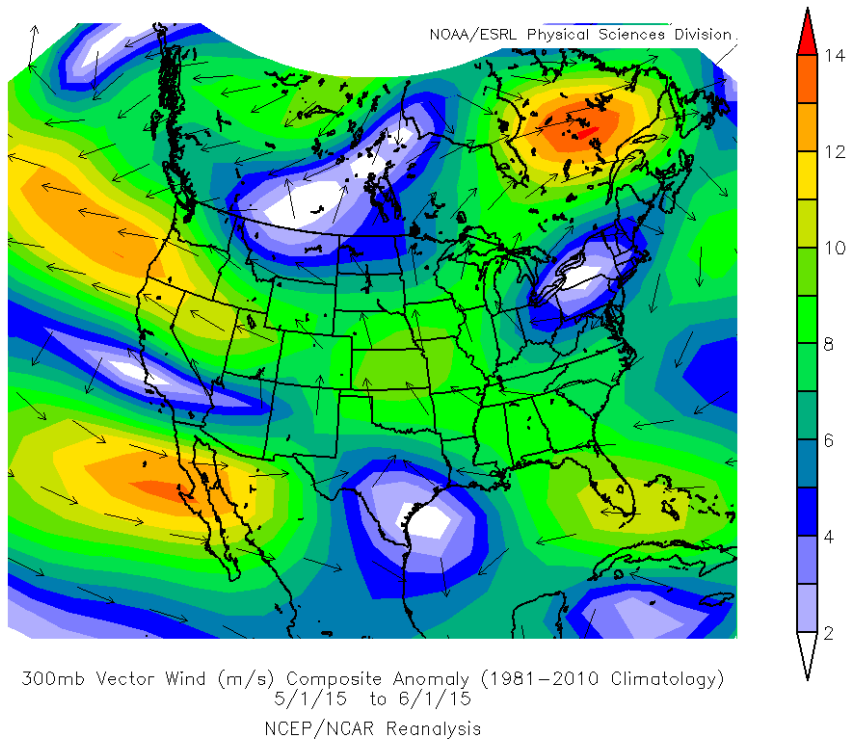 NOAA/ESRL Physical Sciences Division
14
12
10
8
6
4
2
300mb Vector Wind (m/s) Composite Anomaly (1981-2010 Climatology)
5/1/15 to 6/1/15
NCEP/NCAR Reanalysis